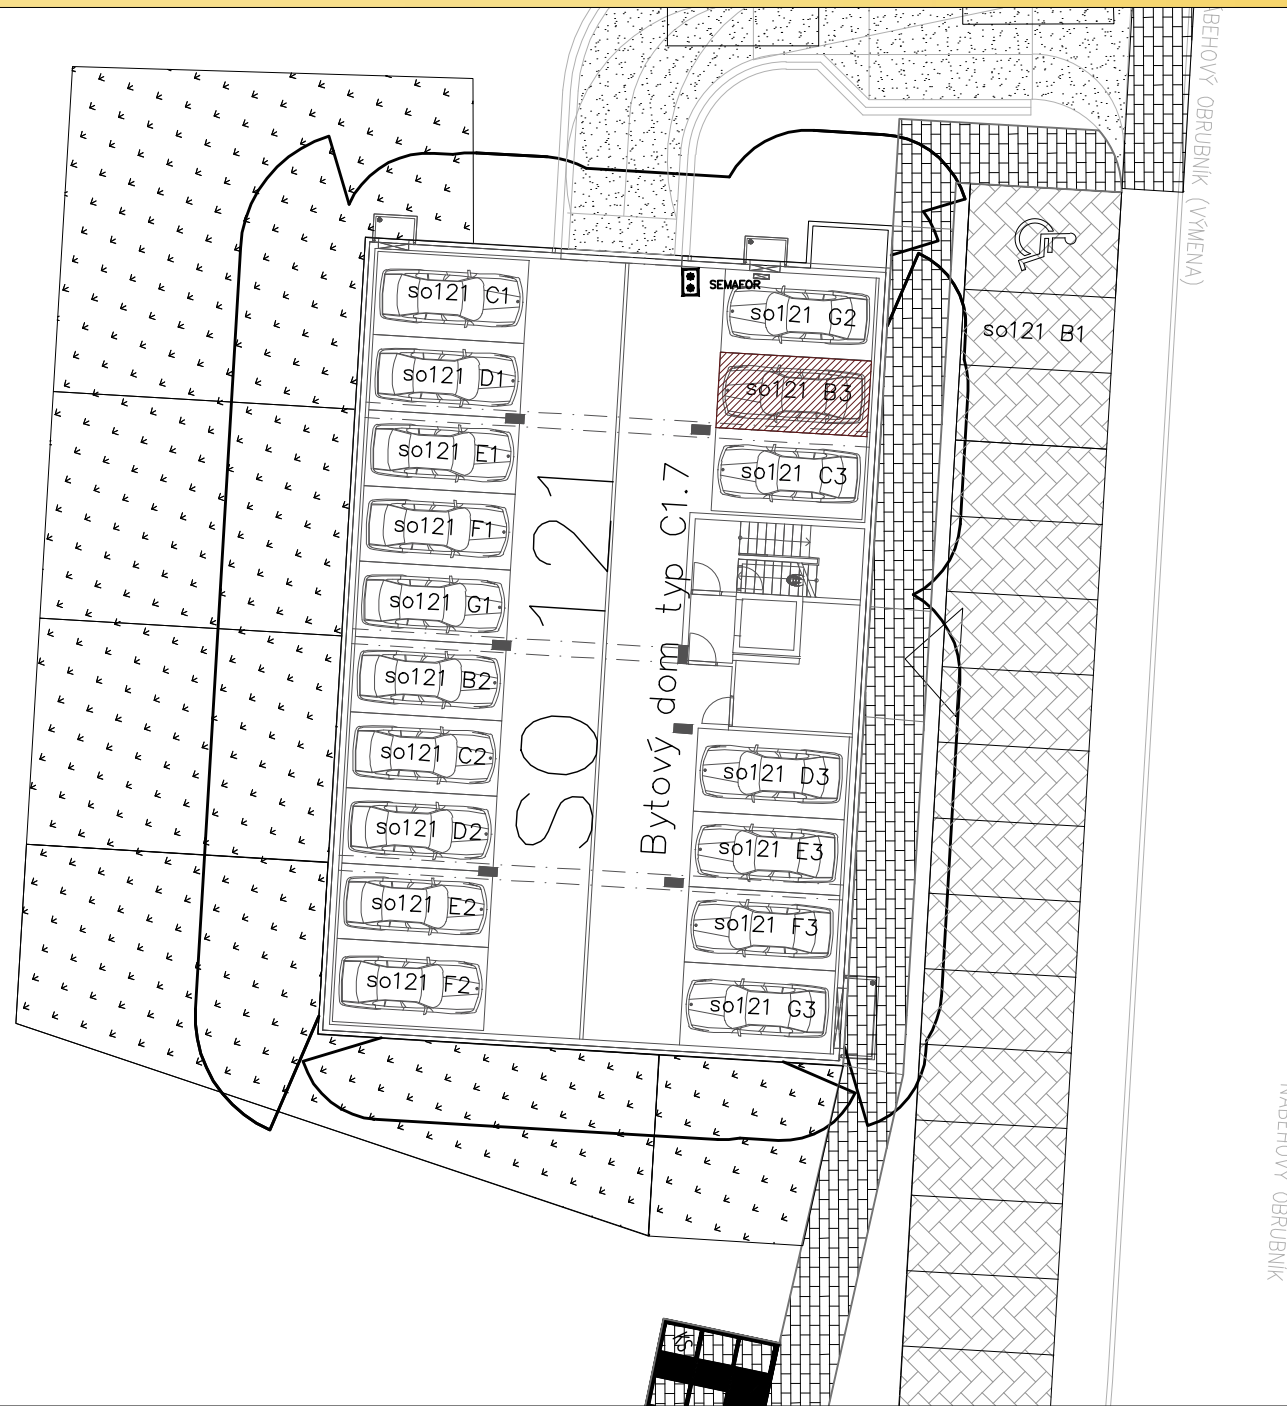 NÁBEHOVÝ OBRUBNÍK (VÝMENA)
SEMAFOR
so121 C1
so121 D1
so121 E1
so121 F1
so121 G1
so121 B2
so121 C2
so121 D2
so121 E2
so121 F2
SO 121
Bytový dom typ C1.7
so121 G2
so121 B3
so121 C3
so121 D3
so121 E3
so121 F3
so121 G3
so121 B1
NÁBEHOVÝ OBRUBNÍK